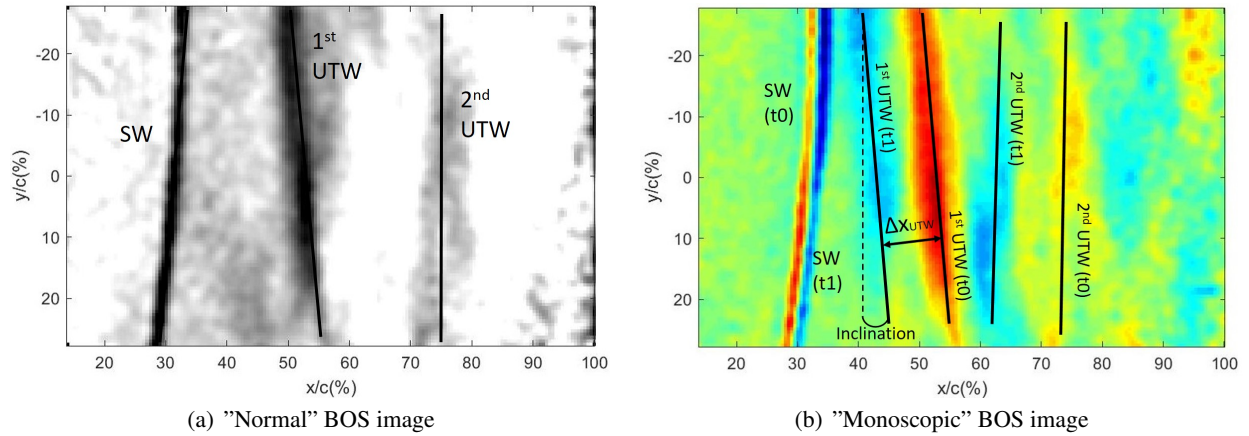 -20
-10
0
10
20
y/c(%)
SW
1st
UTW
2nd
UTW
20
30
40
50
60
70
80
90
100
x/c(%)
(a) ”Normal” BOS image
-20
-10
0
10
20
y/c(%)
SW
(t0)
SW
(t1)
1st UTW (t1)
1st UTW (t0)
2nd UTW (t1)
2nd UTW (t0)
ΔxUTW
Inclination
20
30
40
50
60
70
80
90
100
x/c(%)
(b) ”Monoscopic” BOS image